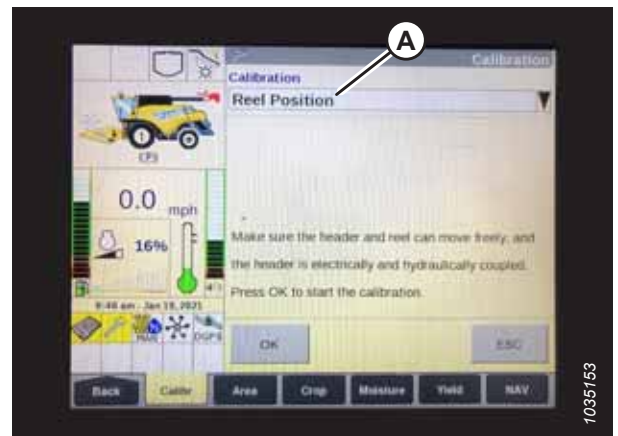 A
Calibration
Calibration
Reel Position
CP3
0.0 mph
16%
Make sure the header and reel can move freely, and
the header is electrically and hydraulically coupled.
Press OK to start the calibration.
9:48 am Jan 19, 2021
DGPS
OK
ESC
Back
Calibr
Area
Crop
Moisture
Yield
NAV
1035153